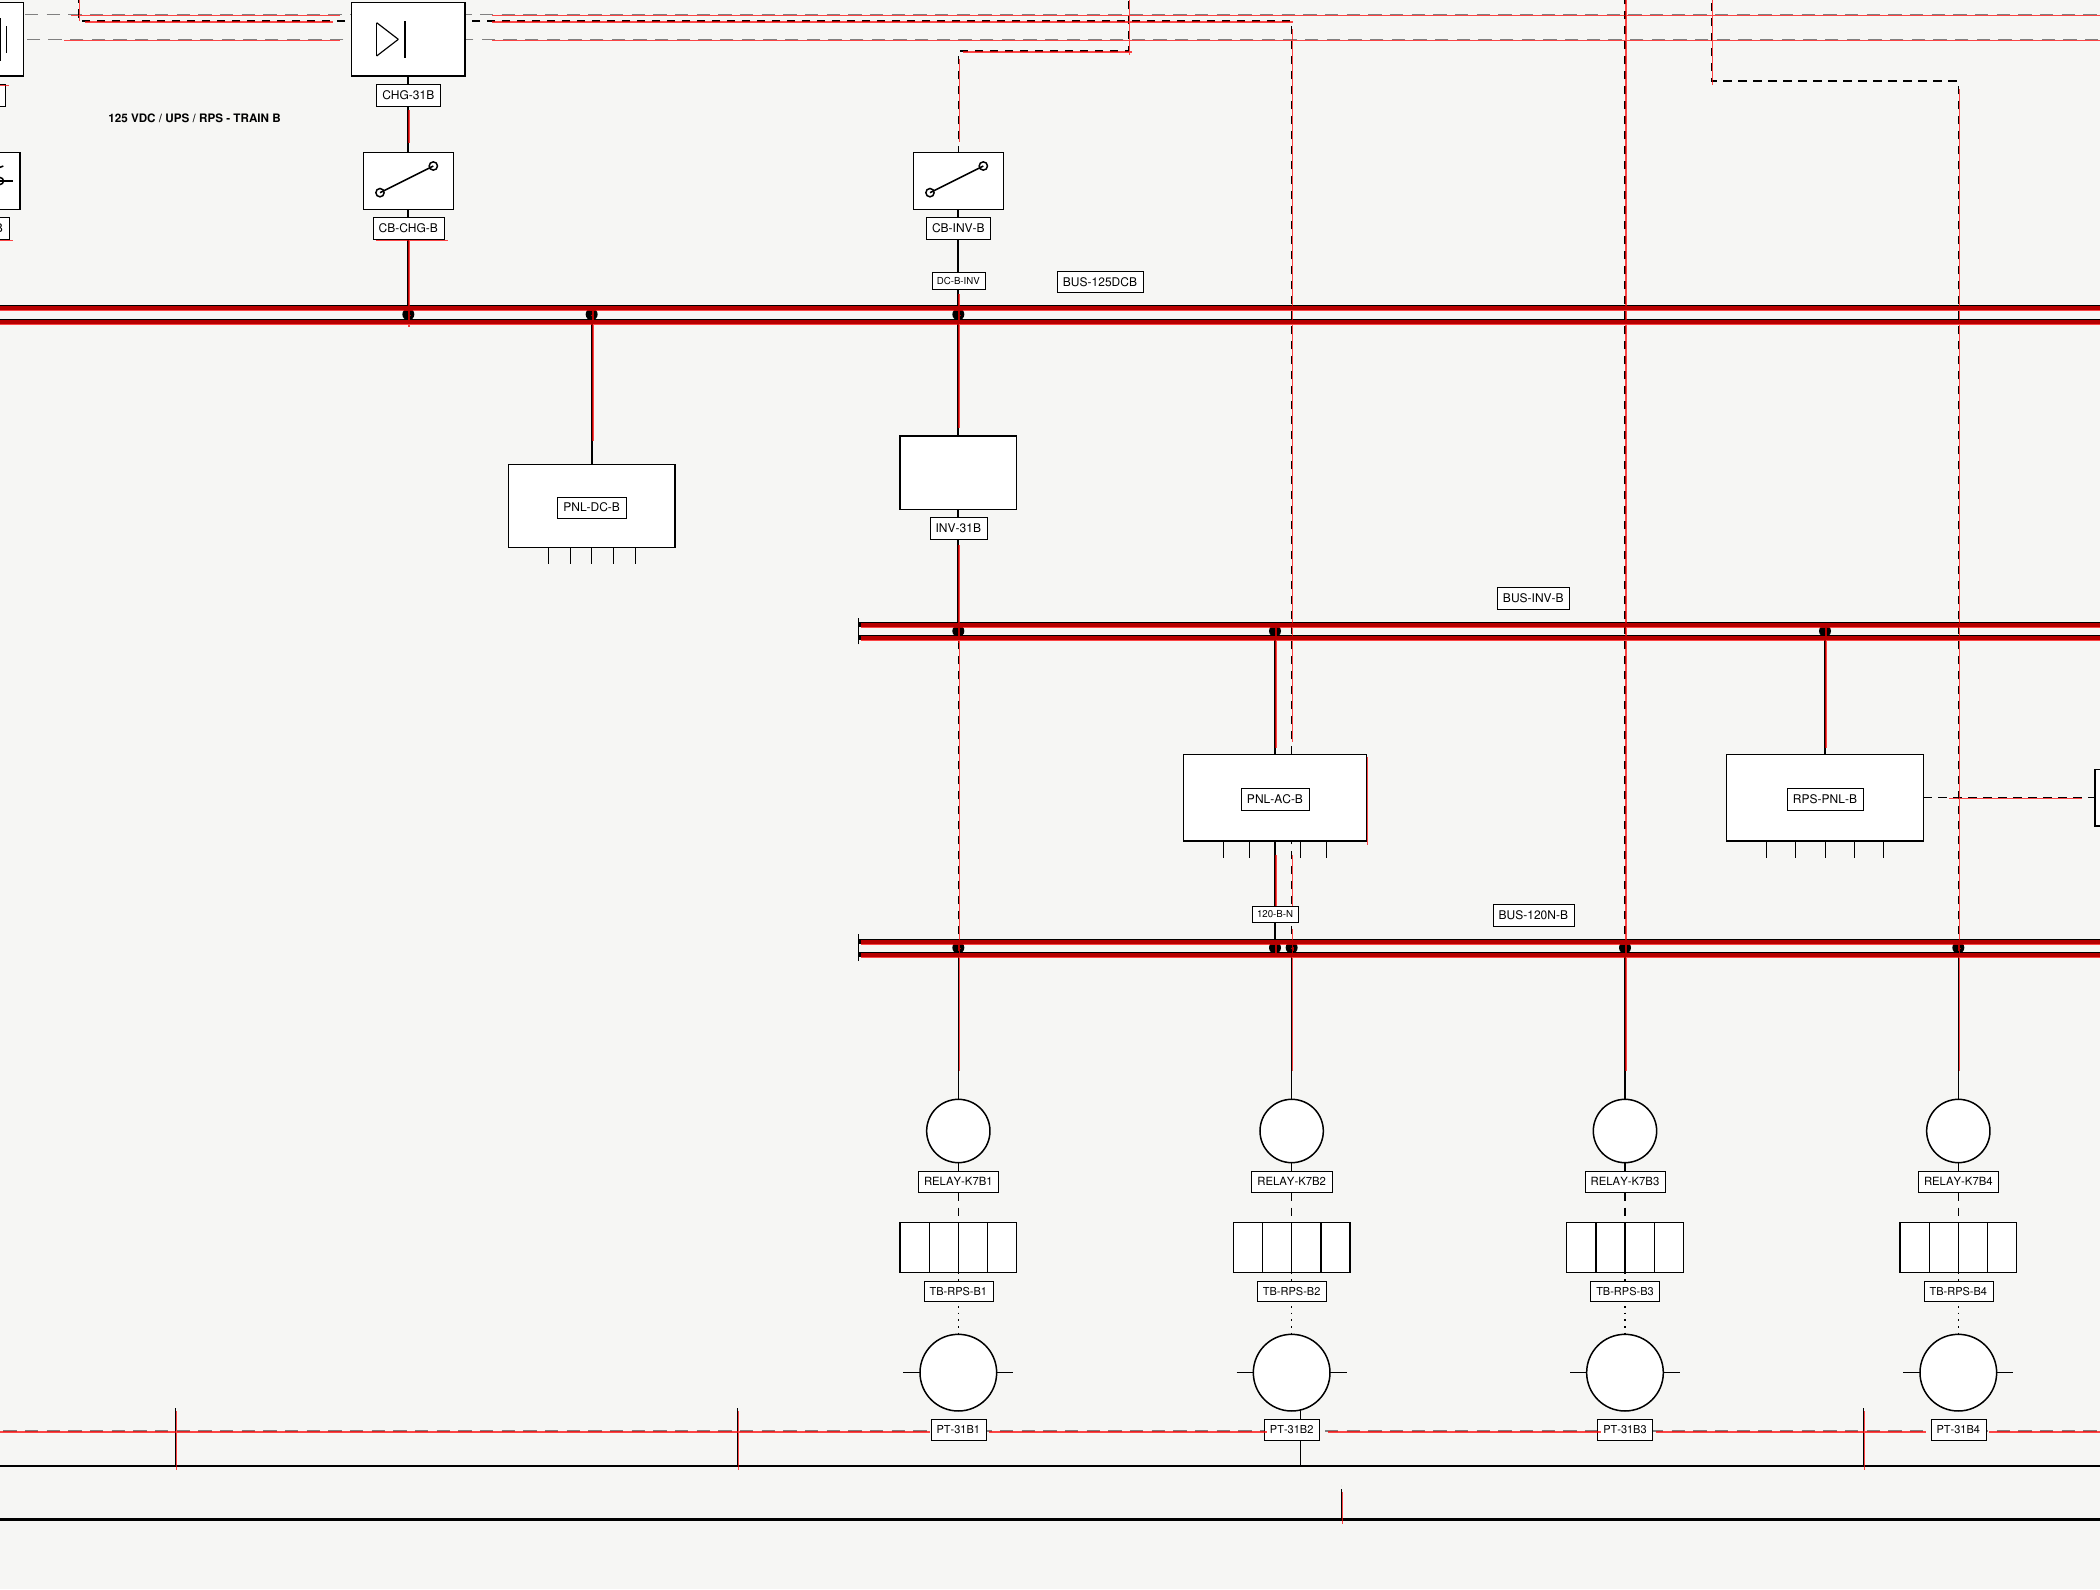 CHG-31B
125 VDC / UPS / RPS - TRAIN B
CB-CHG-B
CB-INV-B
DC-B-INV
BUS-125DCB
PNL-DC-B
INV-31B
BUS-INV-B
PNL-AC-B
RPS-PNL-B
120-B-N
BUS-120N-B
RELAY-K7B1
RELAY-K7B2
RELAY-K7B3
RELAY-K7B4
TB-RPS-B1
TB-RPS-B2
TB-RPS-B3
TB-RPS-B4
PT-31B1
PT-31B2
PT-31B3
PT-31B4